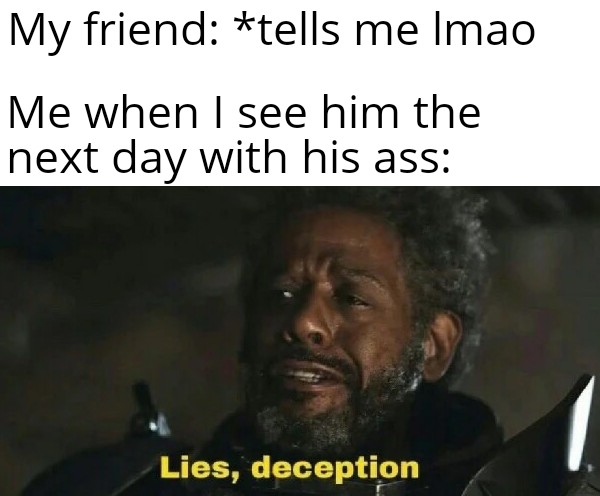 My friend: *tells me lmao
Me when I see him the
next day with his ass:
Lies, deception